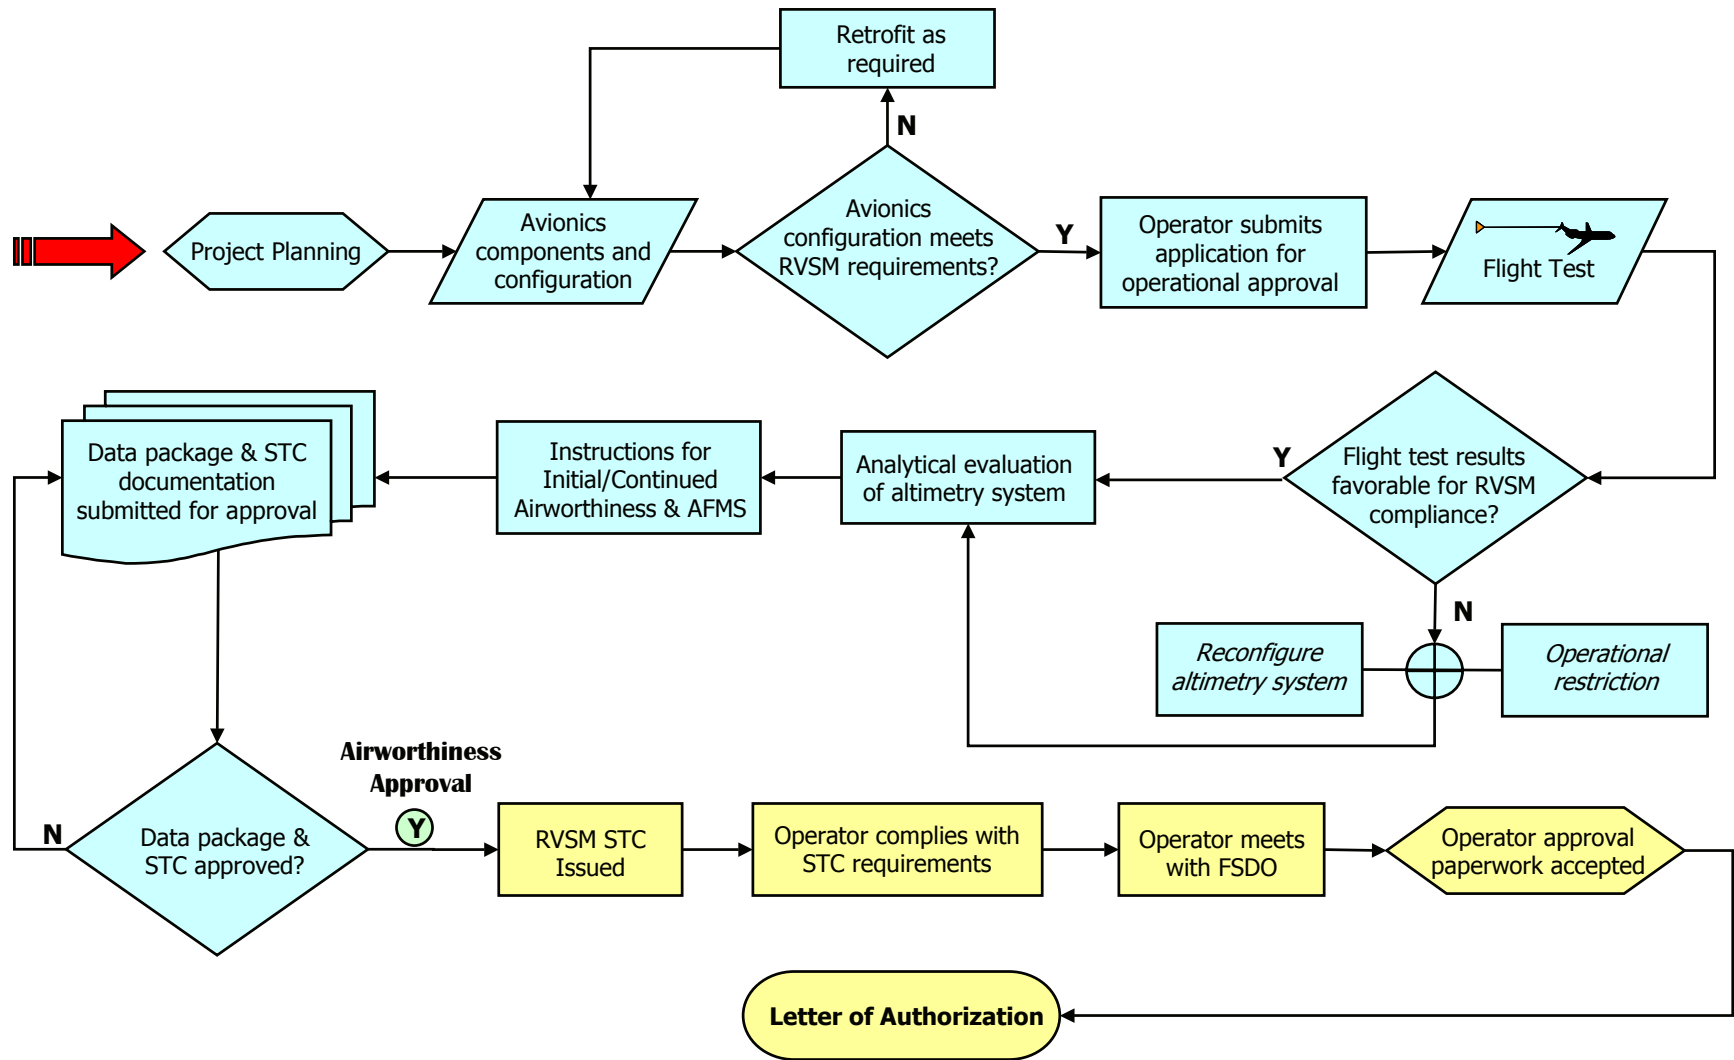 Retrofit as
required
N
Project Planning
Avionics
components and
configuration
Avionics
configuration meets
RVSM requirements?
Y
Operator submits
application for
operational approval
Flight Test
Data package & STC
documentation
submitted for approval
Instructions for
Initial/Continued
Airworthiness & AFMS
Analytical evaluation
of altimetry system
Y
Flight test results
favorable for RVSM
compliance?
N
Reconfigure
altimetry system
Operational
restriction
Airworthiness
Approval
N
Data package &
STC approved?
Y
RVSM STC
Issued
Operator complies with
STC requirements
Operator meets
with FSDO
Operator approval
paperwork accepted
Letter of Authorization